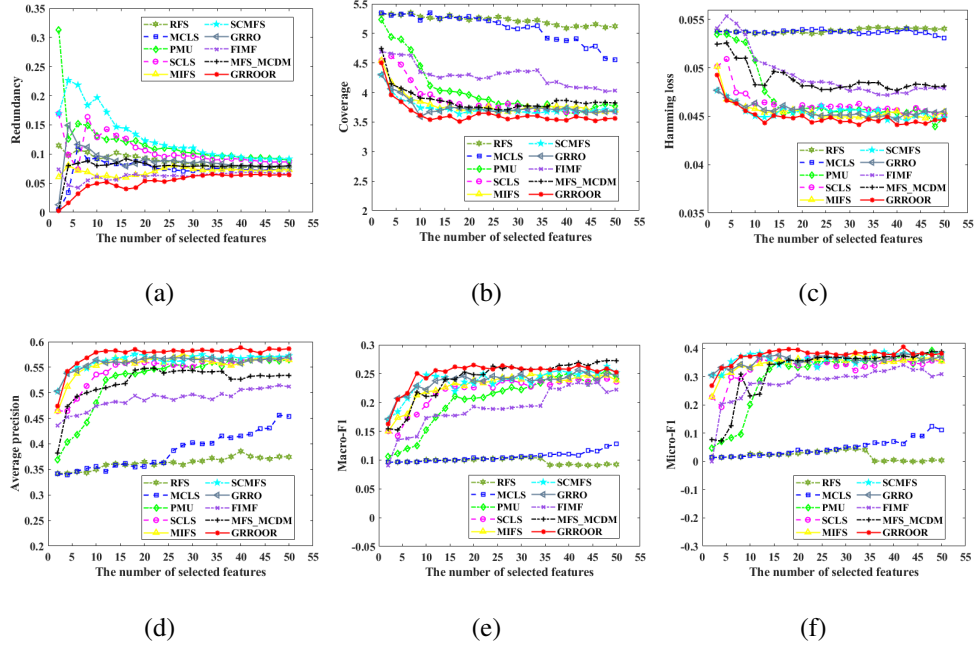 0.4
0.35
0.3
0.25
0.2
0.15
0.1
0.05
0
Redundancy
0 5 10 15 20 25 30 35 40 45 50 55
The number of selected features
RFS SCMFS
MCLS GRRO
PMU FIMF
SCLS MFS_MCDM
MIFS GRROOR
(a)
5.5
5
4.5
4
3.5
3
2.5
2
Coverage
0 5 10 15 20 25 30 35 40 45 50 55
The number of selected features
RFS SCMFS
MCLS GRRO
PMU FIMF
SCLS MFS_MCDM
MIFS GRROOR
(b)
0.055
0.05
0.045
0.04
0.035
Hamming loss
0 5 10 15 20 25 30 35 40 45 50 55
The number of selected features
RFS SCMFS
MCLS GRRO
PMU FIMF
SCLS MFS_MCDM
MIFS GRROOR
(c)
0.6
0.55
0.5
0.45
0.4
0.35
0.3
0.25
0.2
Average precision
0 5 10 15 20 25 30 35 40 45 50 55
The number of selected features
RFS SCMFS
MCLS GRRO
PMU FIMF
SCLS MFS_MCDM
MIFS GRROOR
(d)
0.3
0.25
0.2
0.15
0.1
0.05
0
-0.05
Macro-F1
0 5 10 15 20 25 30 35 40 45 50 55
The number of selected features
RFS SCMFS
MCLS GRRO
PMU FIMF
SCLS MFS_MCDM
MIFS GRROOR
(e)
0.4
0.3
0.2
0.1
0
-0.1
-0.2
-0.3
Micro-F1
0 5 10 15 20 25 30 35 40 45 50 55
The number of selected features
RFS SCMFS
MCLS GRRO
PMU FIMF
SCLS MFS_MCDM
MIFS GRROOR
(f)